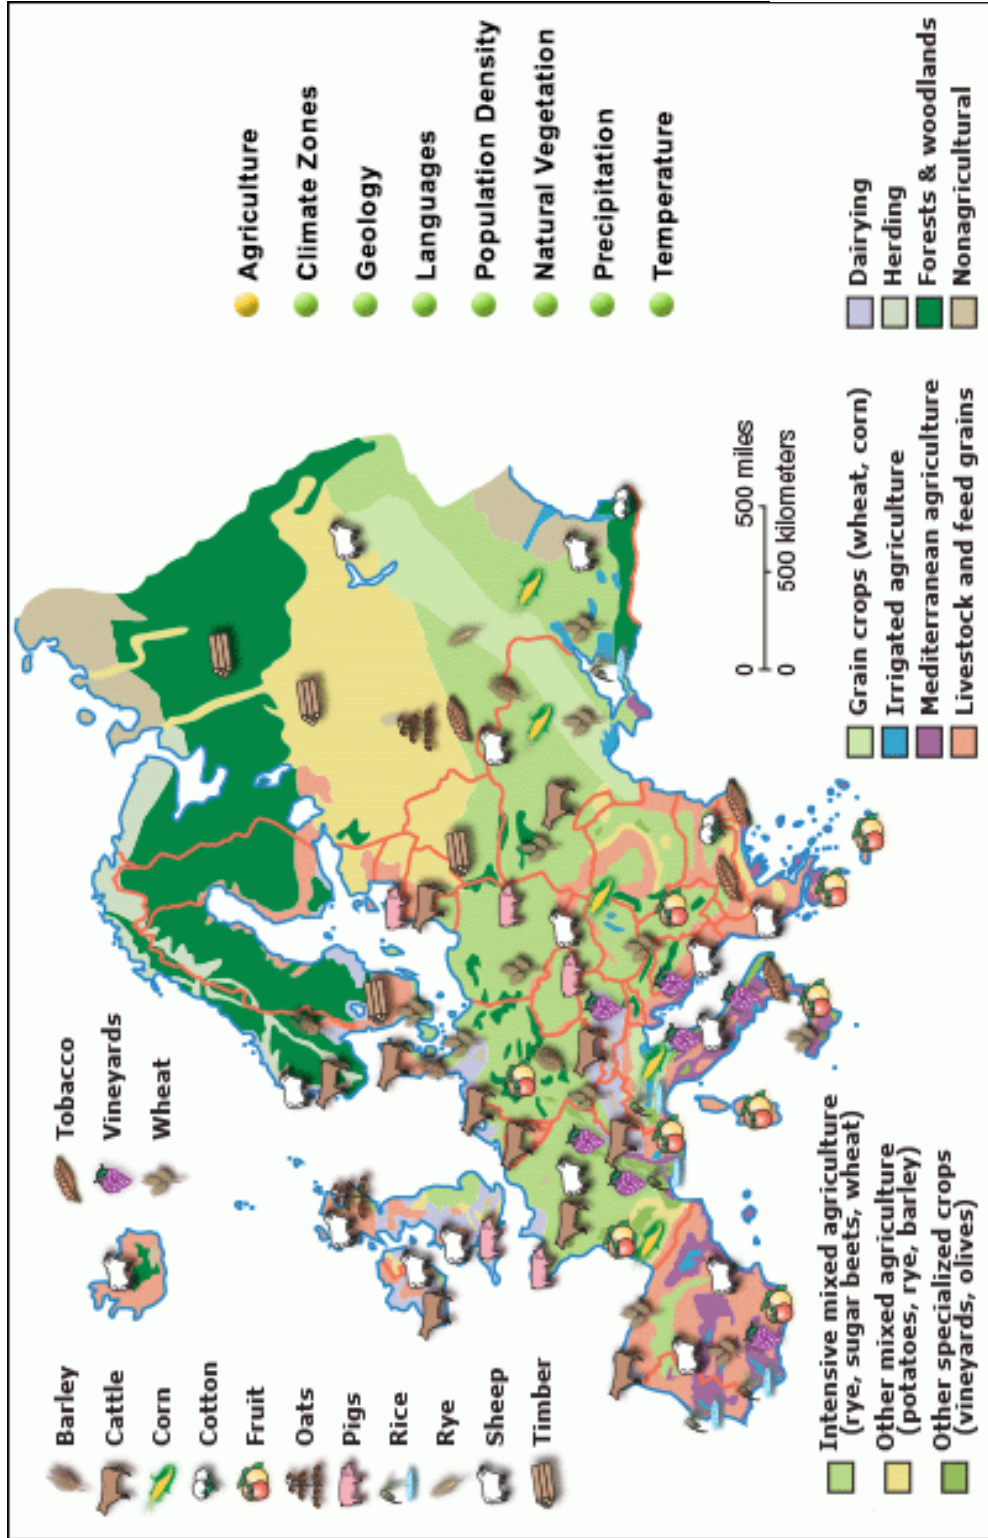 Barley
Cattle
Corn
Cotton
Fruit
Oats
Pigs
Rice
Rye
Sheep
Timber
Tobacco
Vineyards
Wheat
Agriculture
Climate Zones
Geology
Languages
Population Density
Natural Vegetation
Precipitation
Temperature
0 500 miles
0 500 kilometers
Intensive mixed agriculture
(rye, sugar beets, wheat)
Other mixed agriculture
(potatoes, rye, barley)
Other specialized crops
(vineyards, olives)
Grain crops (wheat, corn)
Irrigated agriculture
Mediterranean agriculture
Livestock and feed grains
Dairying
Herding
Forests & woodlands
Nonagricultural